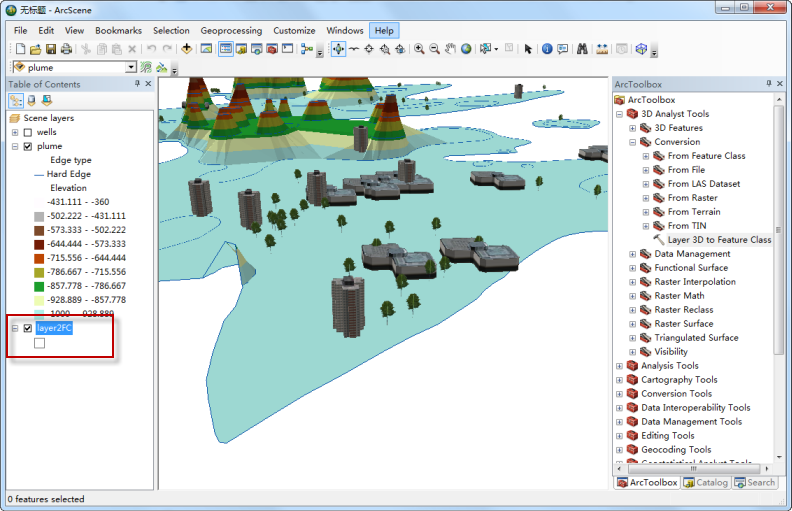 无标题 - ArcScene
File Edit View Bookmarks Selection Geoprocessing Customize Windows Help
plume
Table of Contents
Scene layers
wells
plume
Edge type
Hard Edge
Elevation
-431.111 - -360
-502.222 - -431.111
-573.333 - -502.222
-644.444 - -573.333
-715.556 - -644.444
-786.667 - -715.556
-857.778 - -786.667
-928.889 - -857.778
-1000 - -928.889
layer2FC
ArcToolbox
ArcToolbox
3D Analyst Tools
3D Features
Conversion
From Feature Class
From File
From LAS Dataset
From Raster
From Terrain
From TIN
Layer 3D to Feature Class
Data Management
Functional Surface
Raster Interpolation
Raster Math
Raster Reclass
Raster Surface
Triangulated Surface
Visibility
Analysis Tools
Cartography Tools
Conversion Tools
Data Interoperability Tools
Data Management Tools
Editing Tools
Geocoding Tools
Geostatistical Analyst Tools
ArcToolbox Catalog Search
0 features selected